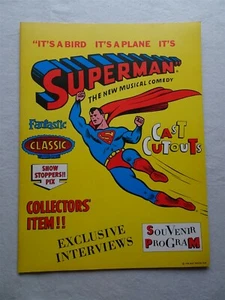 "IT'S A BIRD IT'S A PLANE IT'S
SUPERMAN"
THE NEW MUSICAL COMEDY
Fantastic
CLASSIC
SHOW
STOPPERS!!
PIX
CAST
CUTOUTS
COLLECTORS'
ITEM!!
EXCLUSIVE
INTERVIEWS
SOUVENIR
PROGRAM